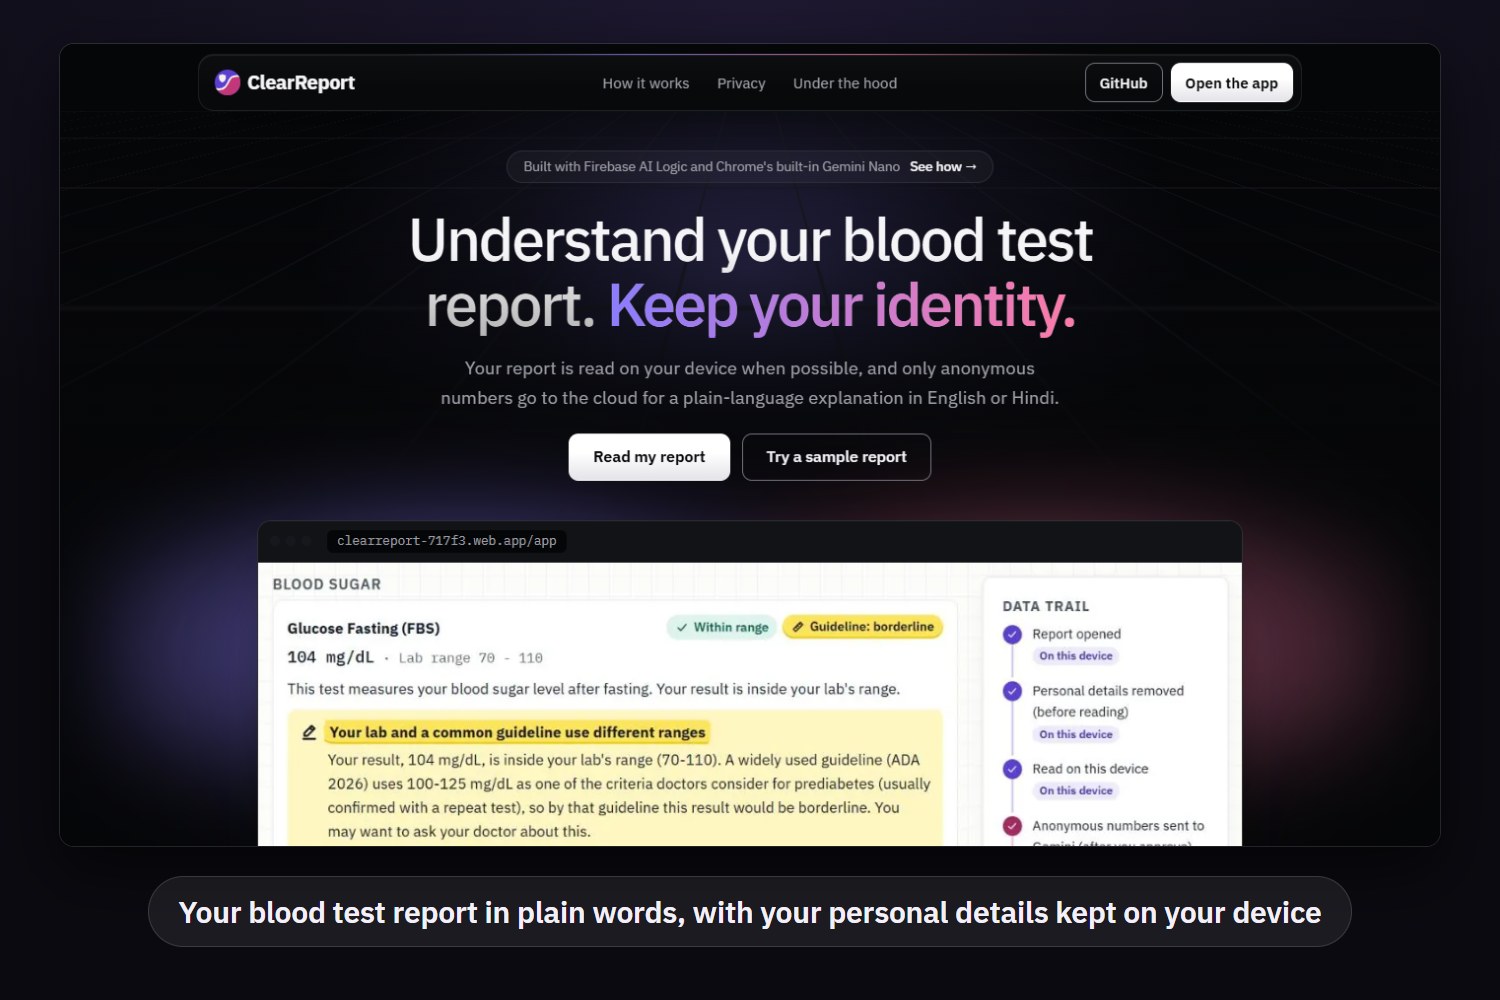 ClearReport
How it works
Privacy
Under the hood
GitHub
Open the app
Built with Firebase AI Logic and Chrome's built-in Gemini Nano See how →
Understand your blood test
report. Keep your identity.
Your report is read on your device when possible, and only anonymous
numbers go to the cloud for a plain-language explanation in English or Hindi.
Read my report
Try a sample report
clearreport-717f3.web.app/app
BLOOD SUGAR
Glucose Fasting (FBS)
Within range
Guideline: borderline
104 mg/dL · Lab range 70 - 110
This test measures your blood sugar level after fasting. Your result is inside your lab's range.
Your lab and a common guideline use different ranges
Your result, 104 mg/dL, is inside your lab's range (70-110). A widely used guideline (ADA
2026) uses 100-125 mg/dL as one of the criteria doctors consider for prediabetes (usually
confirmed with a repeat test), so by that guideline this result would be borderline. You
may want to ask your doctor about this.
DATA TRAIL
Report opened
On this device
Personal details removed
(before reading)
On this device
Read on this device
On this device
Anonymous numbers sent to
Gemini (after you approve)
Your blood test report in plain words, with your personal details kept on your device